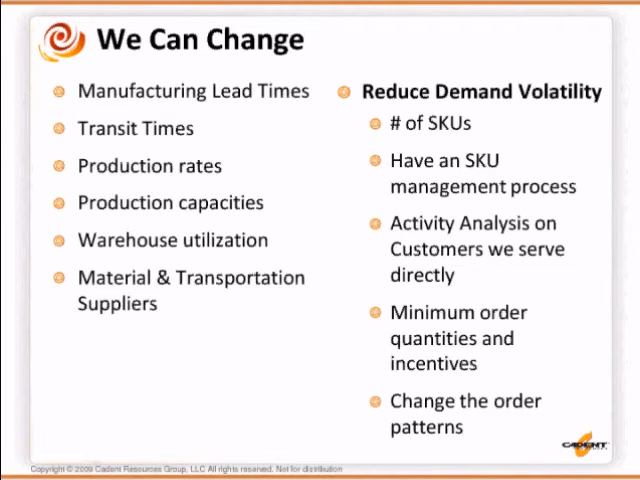 We Can Change
Manufacturing Lead Times
Transit Times
Production rates
Production capacities
Warehouse utilization
Material & Transportation
Suppliers
Reduce Demand Volatility
# of SKUs
Have an SKU
management process
Activity Analysis on
Customers we serve
directly
Minimum order
quantities and
incentives
Change the order
patterns
CADENT
Copyright © 2009 Cadent Resources Group, LLC All rights reserved. Not for distribution